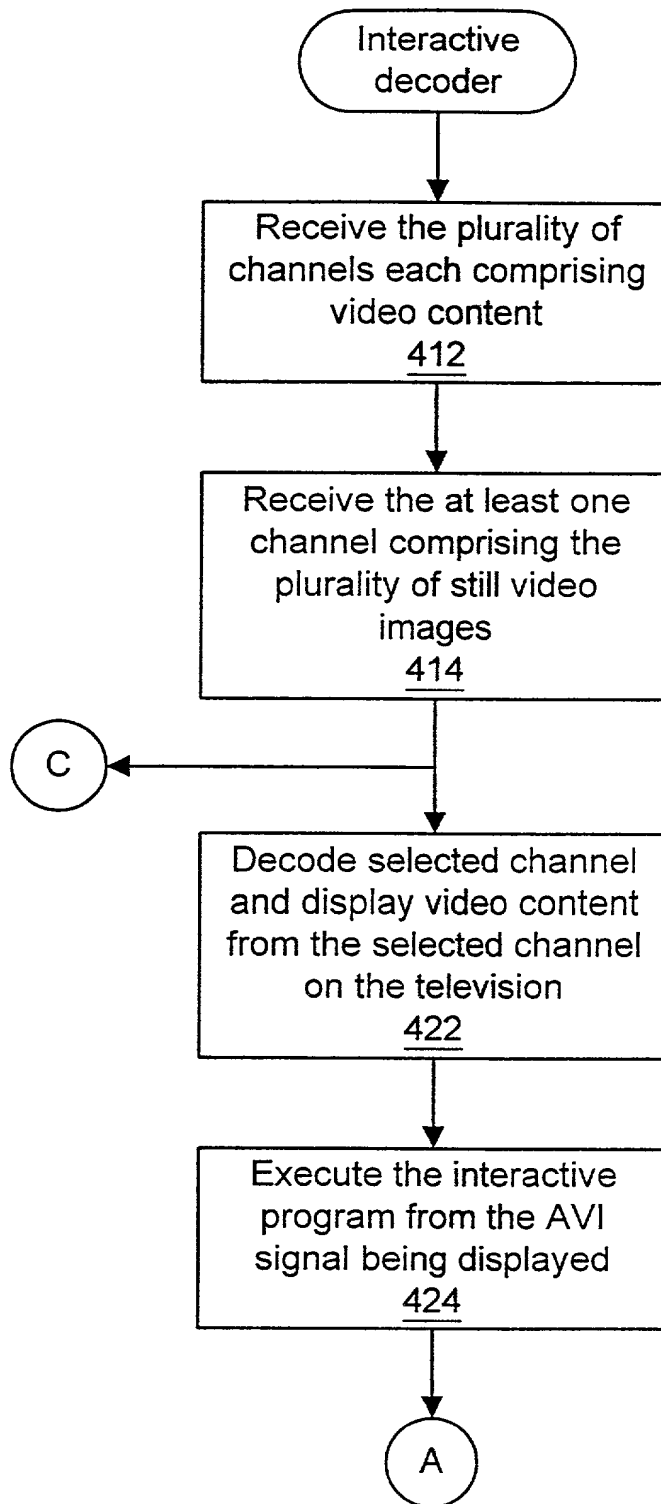 Interactive
decoder
Receive the plurality of
channels each comprising
video content
412
Receive the at least one
channel comprising the
plurality of still video
images
414
C
Decode selected channel
and display video content
from the selected channel
on the television
422
Execute the interactive
program from the AVI
signal being displayed
424
A